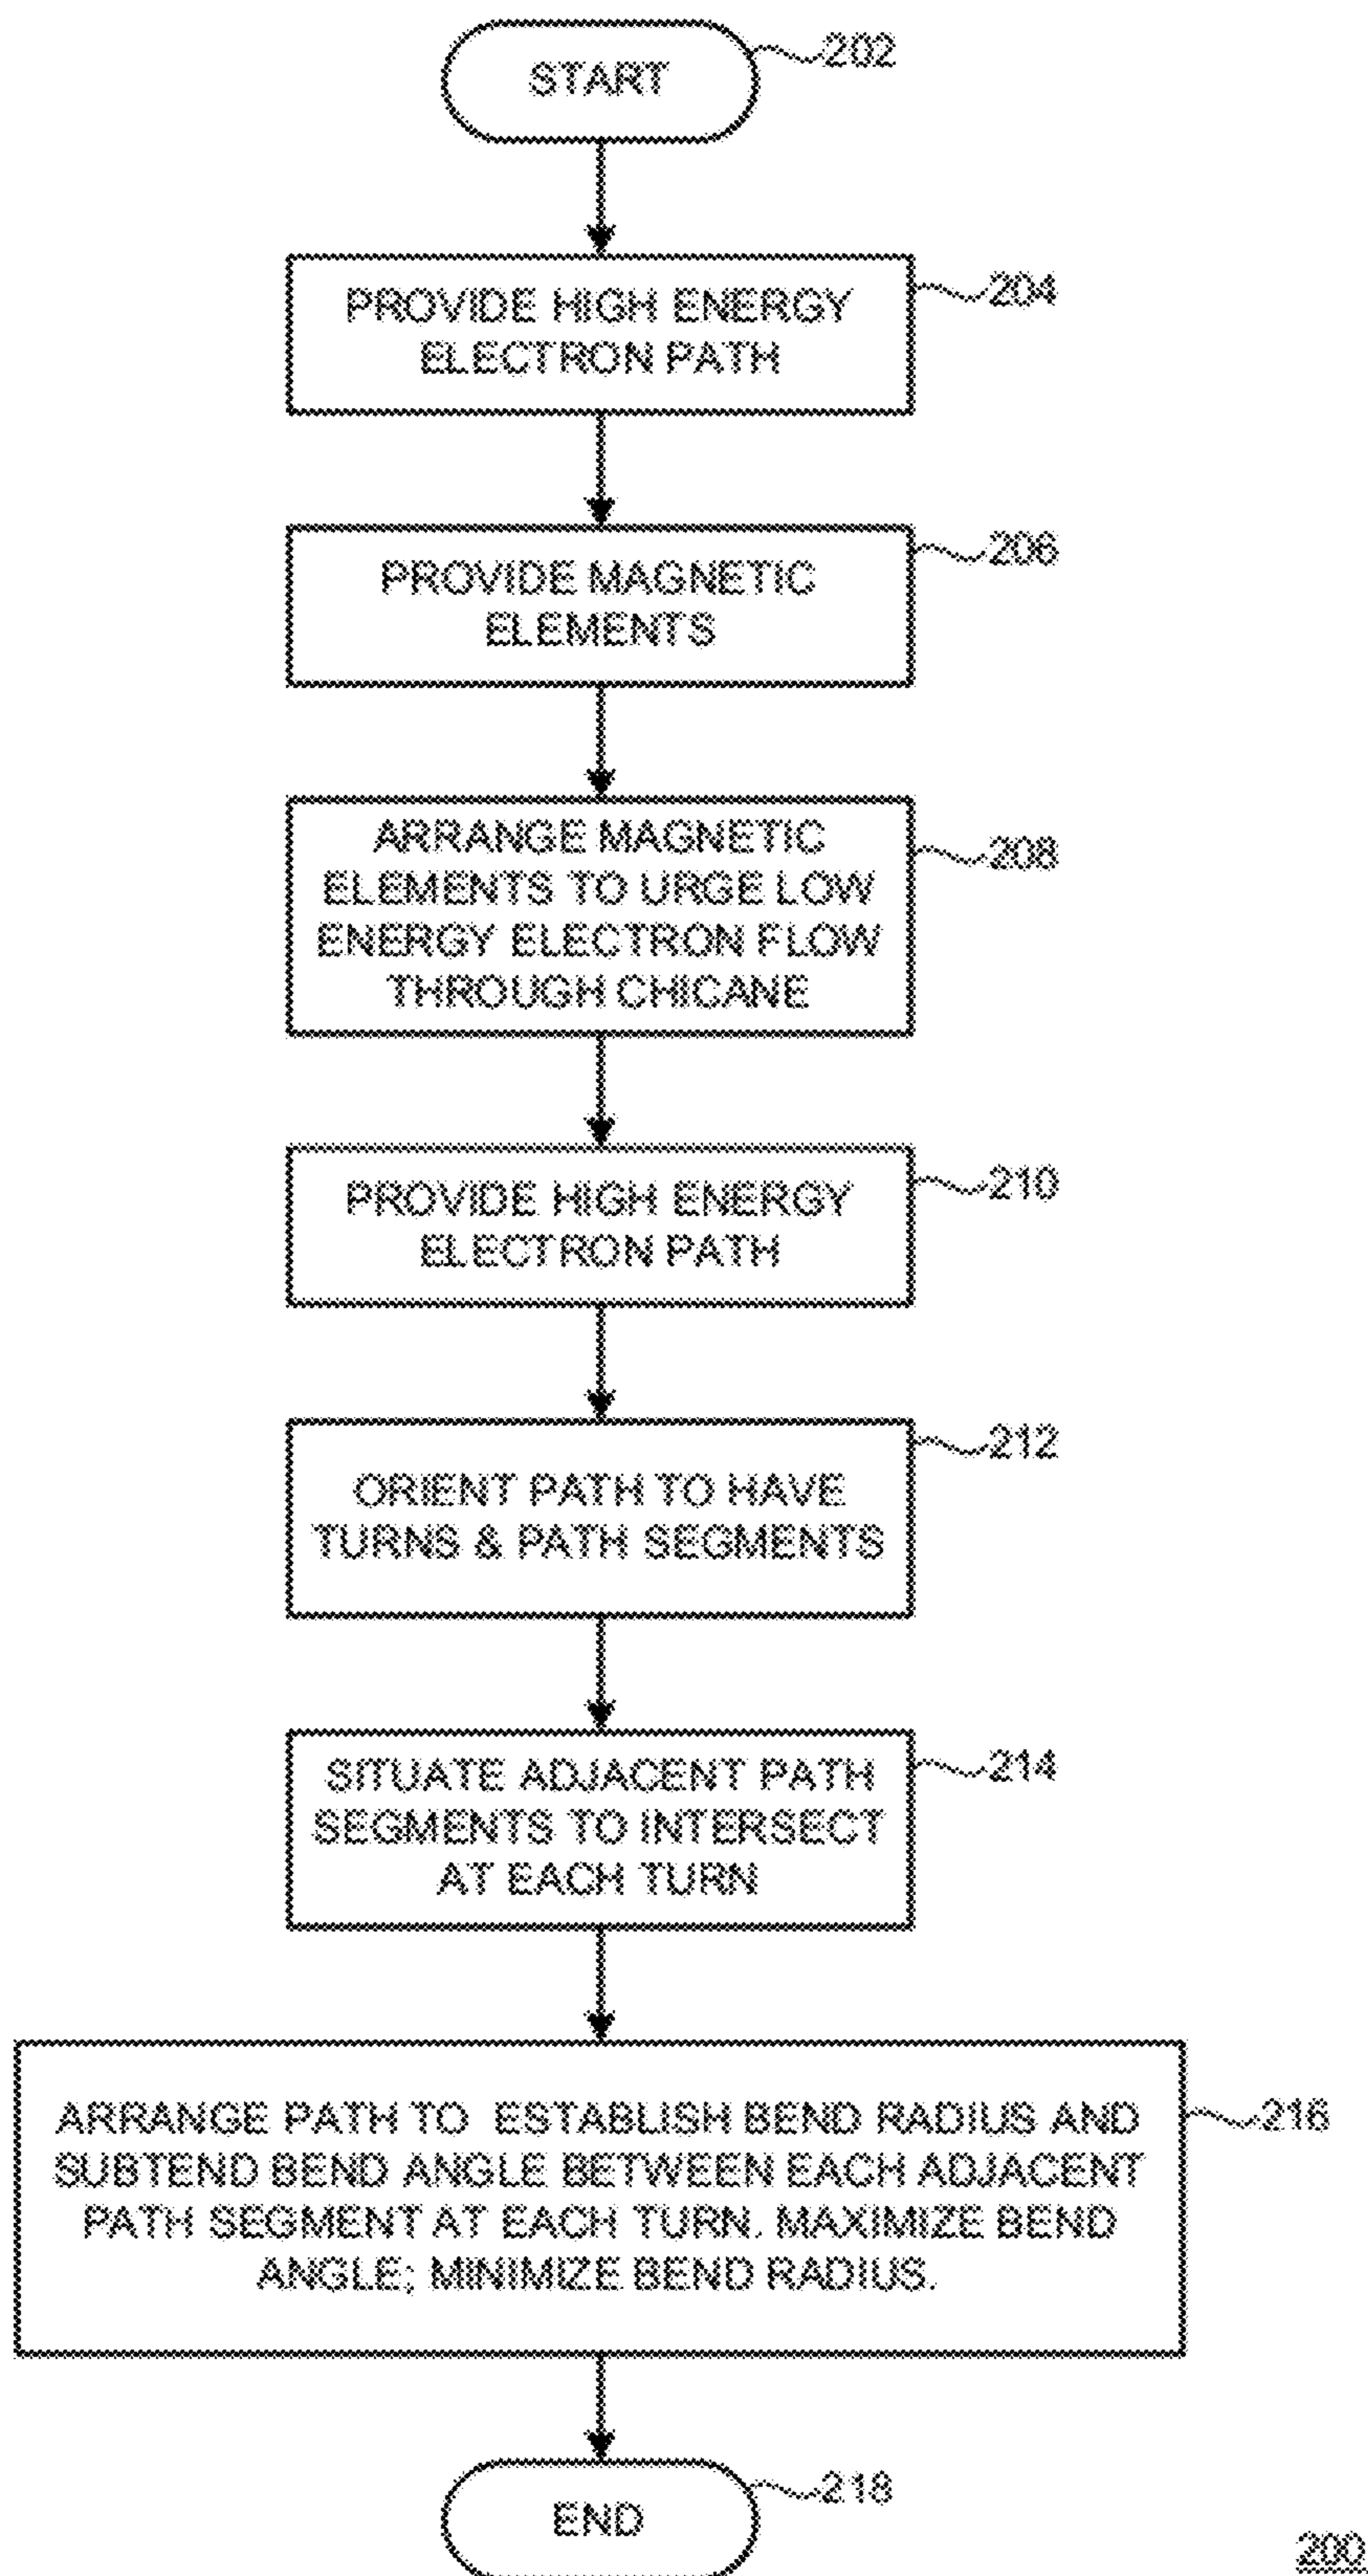 START
202
PROVIDE HIGH ENERGY
ELECTRON PATH
204
PROVIDE MAGNETIC
ELEMENTS
206
ARRANGE MAGNETIC
ELEMENTS TO URGE LOW
ENERGY ELECTRON FLOW
THROUGH CHICANE
208
PROVIDE HIGH ENERGY
ELECTRON PATH
210
ORIENT PATH TO HAVE
TURNS & PATH SEGMENTS
212
SITUATE ADJACENT PATH
SEGMENTS TO INTERSECT
AT EACH TURN
214
ARRANGE PATH TO ESTABLISH BEND RADIUS AND
SUBTEND BEND ANGLE BETWEEN EACH ADJACENT
PATH SEGMENT AT EACH TURN. MAXIMIZE BEND
ANGLE; MINIMIZE BEND RADIUS.
216
END
218
200